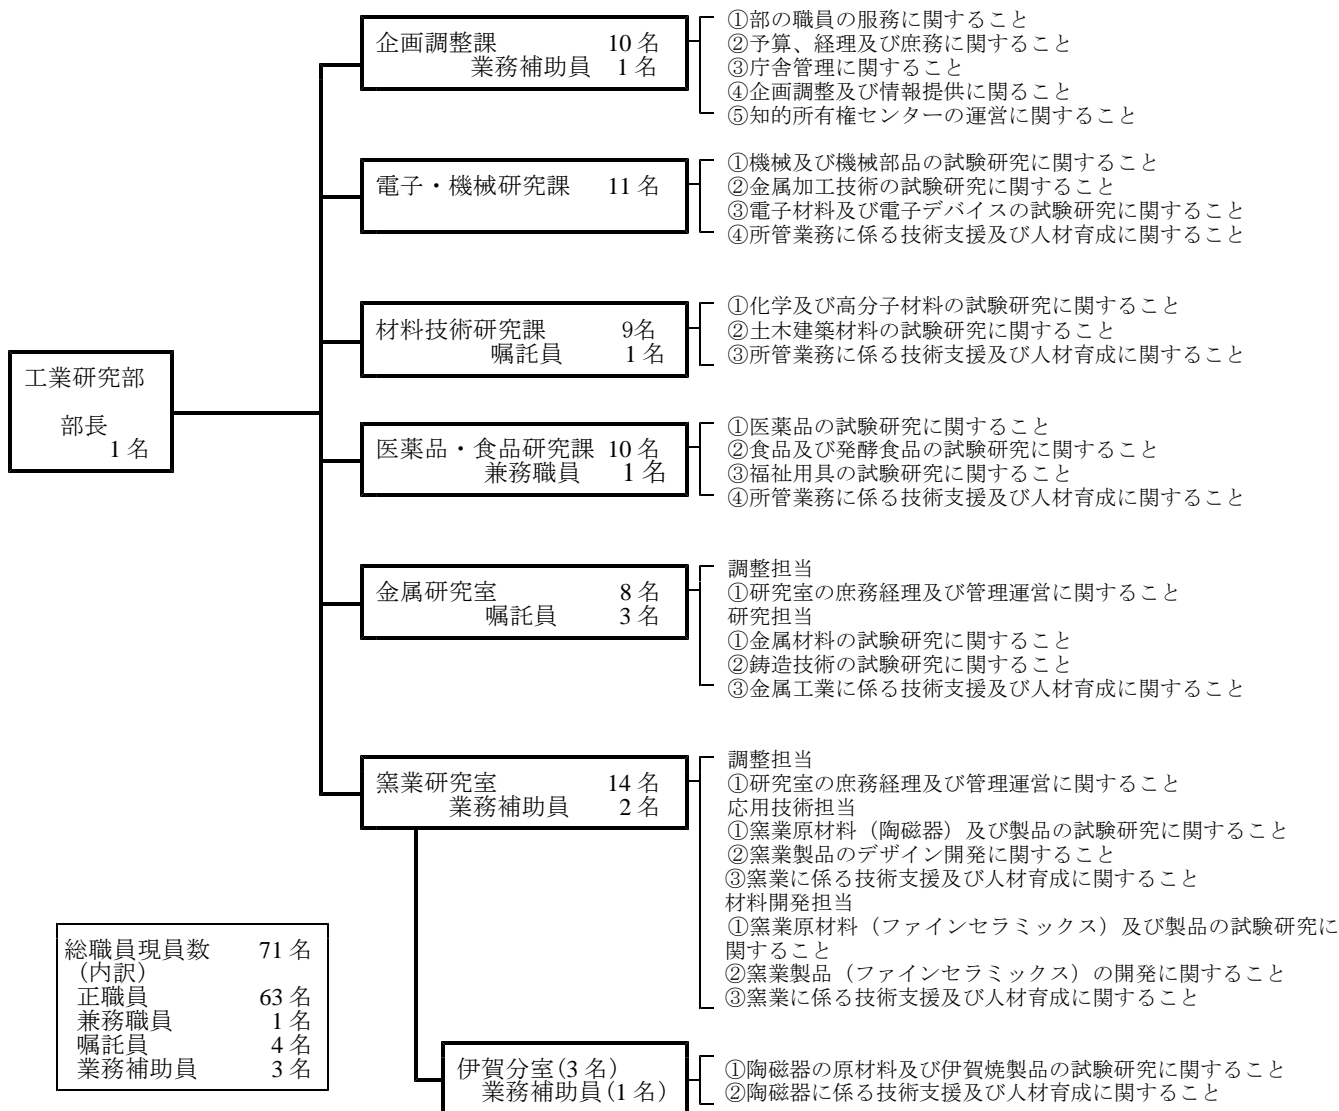 工業研究部
部長
1 名
企画調整課 10 名
業務補助員 1 名
①部の職員の服務に関すること
②予算、経理及び庶務に関すること
③庁舎管理に関すること
④企画調整及び情報提供に関ること
⑤知的所有権センターの運営に関すること
電子・機械研究課 11 名
①機械及び機械部品の試験研究に関すること
②金属加工技術の試験研究に関すること
③電子材料及び電子デバイスの試験研究に関すること
④所管業務に係る技術支援及び人材育成に関すること
材料技術研究課 9名
嘱託員 1 名
①化学及び高分子材料の試験研究に関すること
②土木建築材料の試験研究に関すること
③所管業務に係る技術支援及び人材育成に関すること
医薬品・食品研究課 10 名
兼務職員 1 名
①医薬品の試験研究に関すること
②食品及び発酵食品の試験研究に関すること
③福祉用具の試験研究に関すること
④所管業務に係る技術支援及び人材育成に関すること
金属研究室 8 名
嘱託員 3 名
調整担当
①研究室の庶務経理及び管理運営に関すること
研究担当
①金属材料の試験研究に関すること
②鋳造技術の試験研究に関すること
③金属工業に係る技術支援及び人材育成に関すること
窯業研究室 14 名
業務補助員 2 名
調整担当
①研究室の庶務経理及び管理運営に関すること
応用技術担当
①窯業原材料（陶磁器）及び製品の試験研究に関すること
②窯業製品のデザイン開発に関すること
③窯業に係る技術支援及び人材育成に関すること
材料開発担当
①窯業原材料（ファインセラミックス）及び製品の試験研究に
関すること
②窯業製品（ファインセラミックス）の開発に関すること
③窯業に係る技術支援及び人材育成に関すること
伊賀分室(3 名)
業務補助員(1 名)
①陶磁器の原材料及び伊賀焼製品の試験研究に関すること
②陶磁器に係る技術支援及び人材育成に関すること
総職員現員数 71 名
(内訳)
正職員 63 名
兼務職員 1 名
嘱託員 4 名
業務補助員 3 名